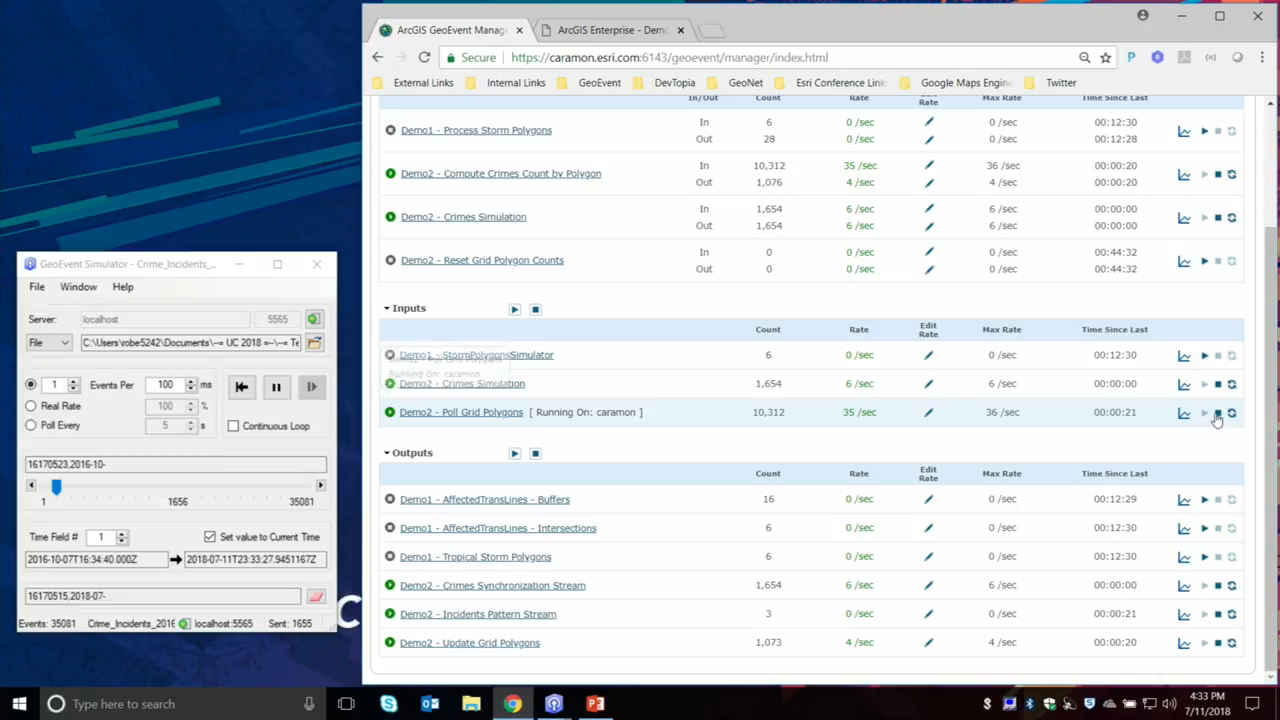 ArcGIS GeoEvent Manag
ArcGIS Enterprise - Demo
Secure
https://caramon.esri.com:6143/geoevent/manager/index.html
External Links
Internal Links
GeoEvent
DevTopia
GeoNet
Esri Conference Link
Google Maps Engine
Twitter
In/Out Count Rate Edit Rate Max Rate Time Since Last
Demo1 - Process Storm Polygons
In 6 0 /sec 0 /sec 00:12:30
Out 28 0 /sec 0 /sec 00:12:28
Demo2 - Compute Crimes Count by Polygon
In 10,312 35 /sec 36 /sec 00:00:20
Out 1,076 4 /sec 4 /sec 00:00:20
Demo2 - Crimes Simulation
In 1,654 6 /sec 6 /sec 00:00:00
Out 1,654 6 /sec 6 /sec 00:00:00
Demo2 - Reset Grid Polygon Counts
In 0 0 /sec 0 /sec 00:44:32
Out 0 0 /sec 0 /sec 00:44:32
Inputs
Count Rate Edit Rate Max Rate Time Since Last
Demo1 - StormPolygonsSimulator 6 0 /sec 0 /sec 00:12:30
Running On: caramon
Demo2 - Crimes Simulation 1,654 6 /sec 6 /sec 00:00:00
Demo2 - Poll Grid Polygons [ Running On: caramon ] 10,312 35 /sec 36 /sec 00:00:21
Outputs
Count Rate Edit Rate Max Rate Time Since Last
Demo1 - AffectedTransLines - Buffers 16 0 /sec 0 /sec 00:12:29
Demo1 - AffectedTransLines - Intersections 6 0 /sec 0 /sec 00:12:30
Demo1 - Tropical Storm Polygons 6 0 /sec 0 /sec 00:12:30
Demo2 - Crimes Synchronization Stream 1,654 6 /sec 6 /sec 00:00:00
Demo2 - Incidents Pattern Stream 3 0 /sec 0 /sec 00:00:21
Demo2 - Update Grid Polygons 1,073 4 /sec 4 /sec 00:00:20
GeoEvent Simulator - Crime_Incidents_...
File Window Help
Server: localhost 5565
File C:\Users\robe5242\Documents\--= UC 2018 =--\--= Te
1 Events Per 100 ms
Real Rate 100 %
Poll Every 5 s
Continuous Loop
16170523,2016-10-
1 1656 35081
Time Field # 1 Set value to Current Time
2016-10-07T16:34:40.000Z 2018-07-11T23:33:27.9451167Z
16170515,2018-07-
Events: 35081 Crime_Incidents_2016 localhost:5565 Sent: 1655
C
Type here to search
4:33 PM
7/11/2018